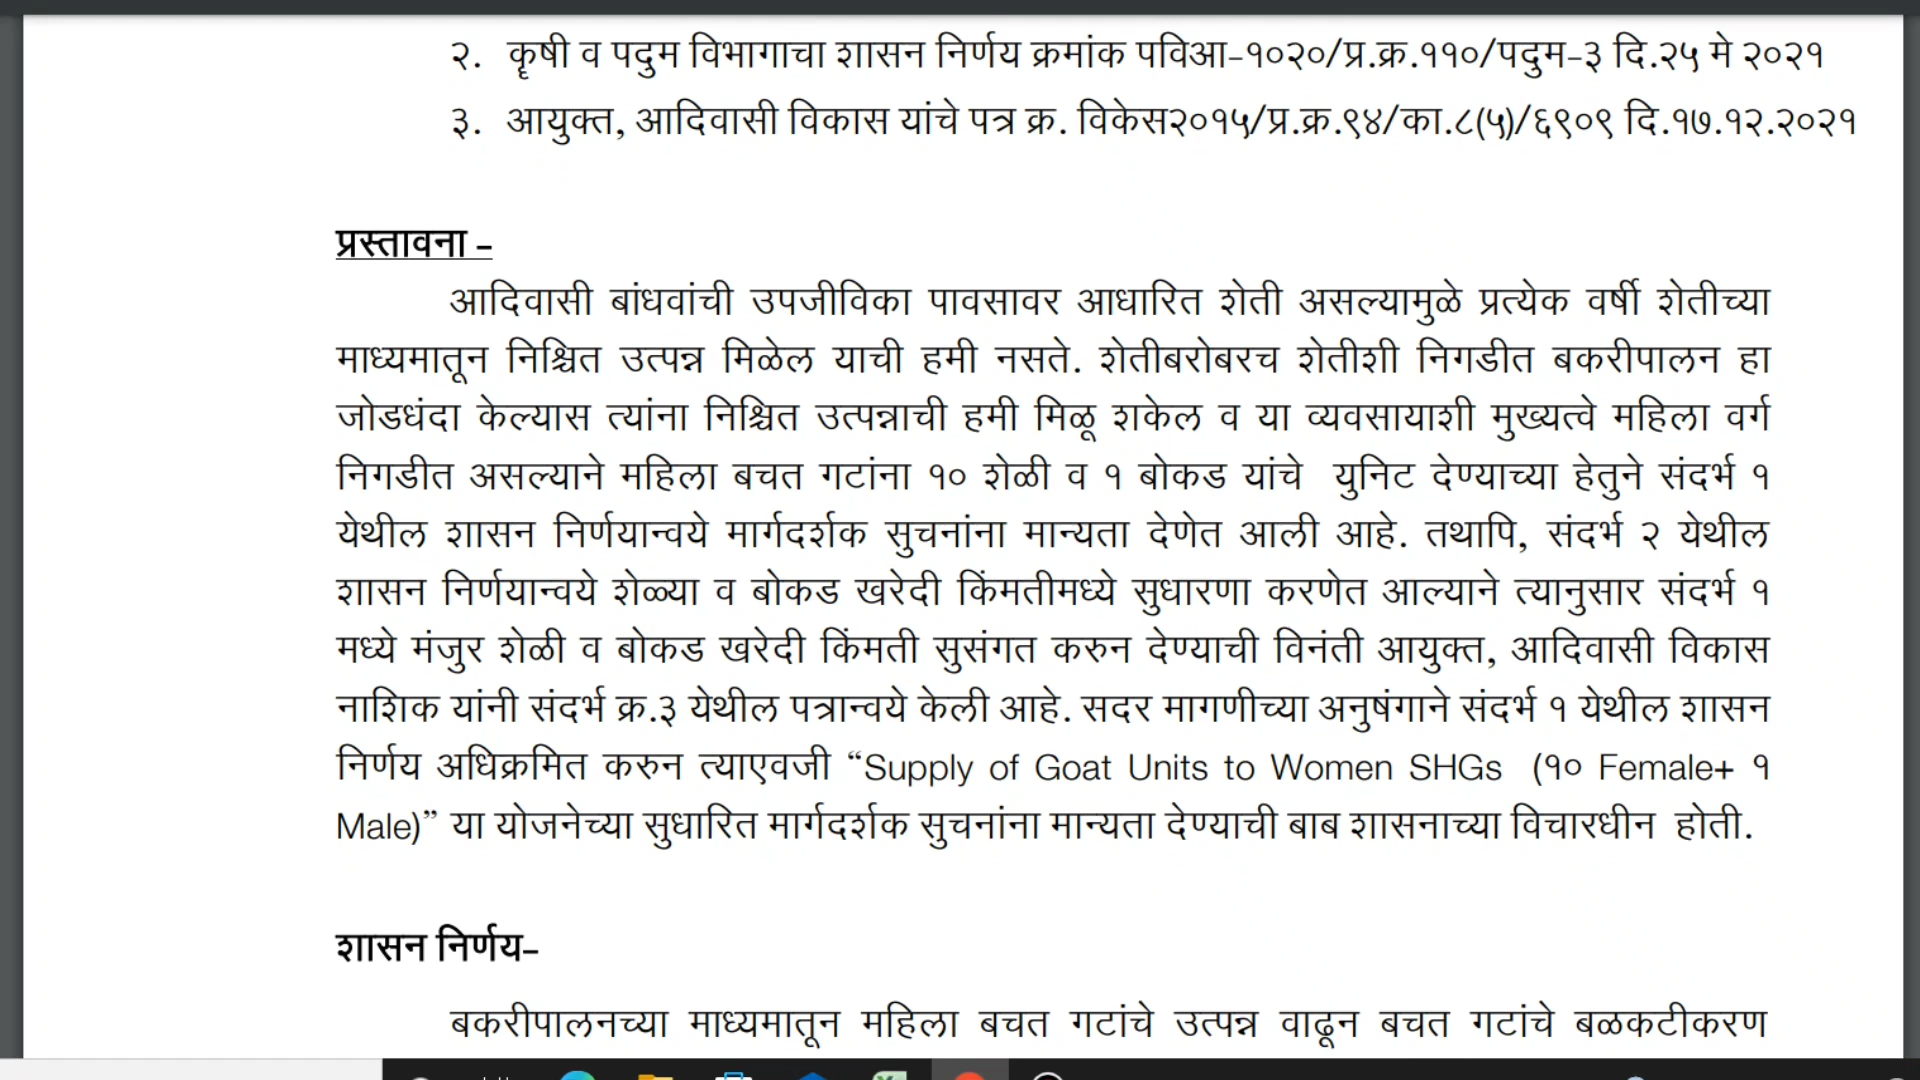 २. कृषी व पदुम विभागाचा शासन निर्णय क्रमांक पविआ-१०२०/प्र.क्र.११०/पदुम-३ दि.२५ मे २०२१
३. आयुक्त, आदिवासी विकास यांचे पत्र क्र. विकेस२०१५/प्र.क्र.९४/का.८(५)/६९०९ दि.१७.१२.२०२१
प्रस्तावना -
आदिवासी बांधवांची उपजीविका पावसावर आधारित शेती असल्यामुळे प्रत्येक वर्षी शेतीच्या
माध्यमातून निश्चित उत्पन्न मिळेल याची हमी नसते. शेतीबरोबरच शेतीशी निगडीत बकरीपालन हा
जोडधंदा केल्यास त्यांना निश्चित उत्पन्नाची हमी मिळू शकेल व या व्यवसायाशी मुख्यत्वे महिला वर्ग
निगडीत असल्याने महिला बचत गटांना १० शेळी व १ बोकड यांचे युनिट देण्याच्या हेतुने संदर्भ १
येथील शासन निर्णयान्वये मार्गदर्शक सुचनांना मान्यता देणेत आली आहे. तथापि, संदर्भ २ येथील
शासन निर्णयान्वये शेळ्या व बोकड खरेदी किंमतीमध्ये सुधारणा करणेत आल्याने त्यानुसार संदर्भ १
मध्ये मंजुर शेळी व बोकड खरेदी किंमती सुसंगत करुन देण्याची विनंती आयुक्त, आदिवासी विकास
नाशिक यांनी संदर्भ क्र.३ येथील पत्रान्वये केली आहे. सदर मागणीच्या अनुषंगाने संदर्भ १ येथील शासन
निर्णय अधिक्रमित करुन त्याएवजी “Supply of Goat Units to Women SHGs (१० Female+ १
Male)” या योजनेच्या सुधारित मार्गदर्शक सुचनांना मान्यता देण्याची बाब शासनाच्या विचारधीन होती.
शासन निर्णय-
बकरीपालनच्या माध्यमातून महिला बचत गटांचे उत्पन्न वाढून बचत गटांचे बळकटीकरण